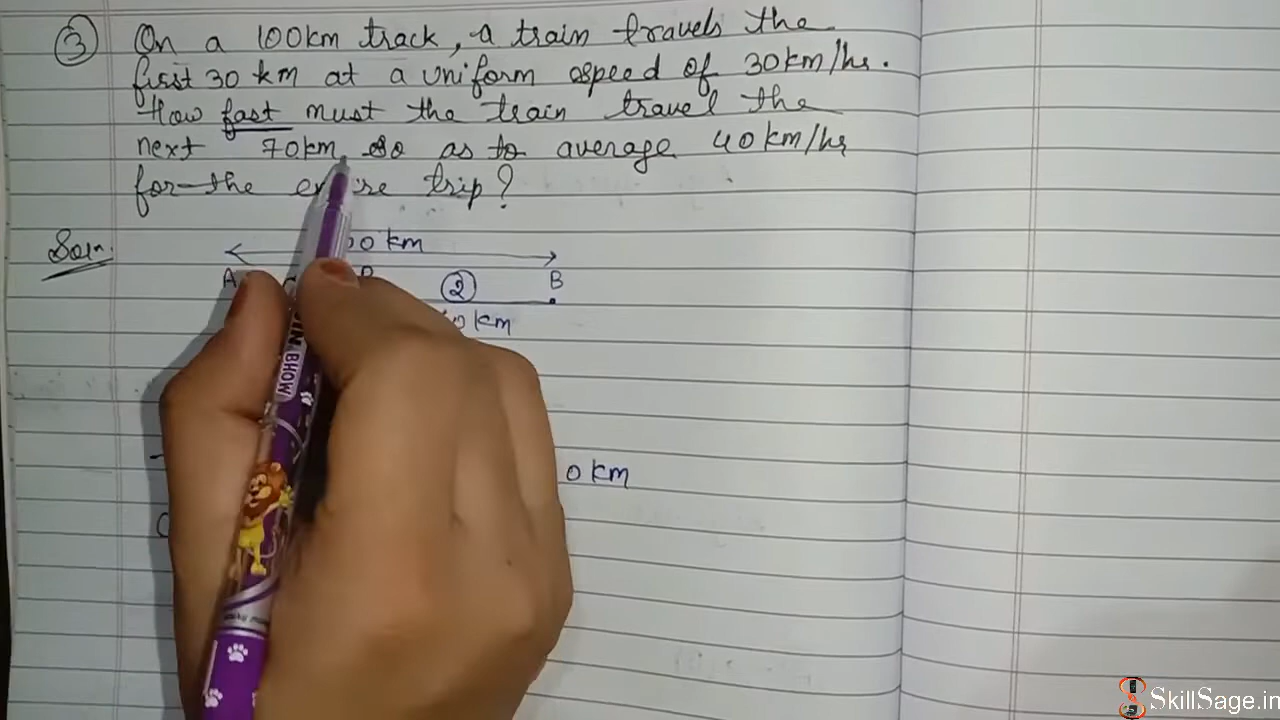 ③ On a 100km track, a train travels the
first 30 km at a uniform speed of 30km/hr.
How fast must the train travel the
next 70km so as to average 40km/hr
for the trip?
Soln.
km
A B
②
km
0 km
BHOW
SkillSage.in